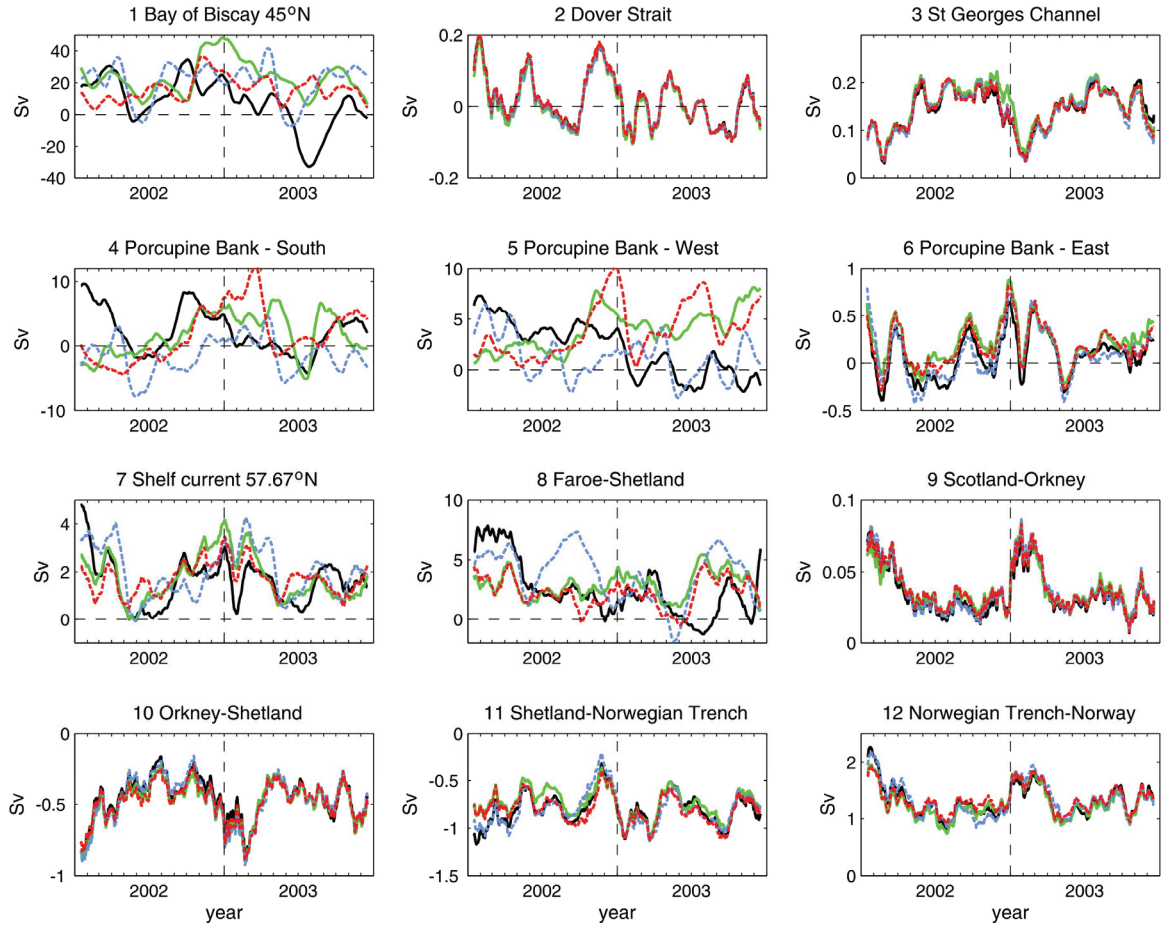 1 Bay of Biscay 45ºN
2 Dover Strait
3 St Georges Channel
Sv
40
20
0
-20
-40
2002
2003
Sv
0.2
0
-0.2
2002
2003
Sv
0.2
0.1
0
2002
2003
4 Porcupine Bank - South
5 Porcupine Bank - West
6 Porcupine Bank - East
Sv
10
0
-10
2002
2003
Sv
10
5
0
2002
2003
Sv
1
0.5
0
-0.5
2002
2003
7 Shelf current 57.67ºN
8 Faroe-Shetland
9 Scotland-Orkney
Sv
4
2
0
2002
2003
Sv
10
5
0
2002
2003
Sv
0.1
0.05
0
2002
2003
10 Orkney-Shetland
11 Shetland-Norwegian Trench
12 Norwegian Trench-Norway
Sv
0
-0.5
-1
2002
2003
year
Sv
0
-0.5
-1
-1.5
2002
2003
year
Sv
2
1
0
2002
2003
year